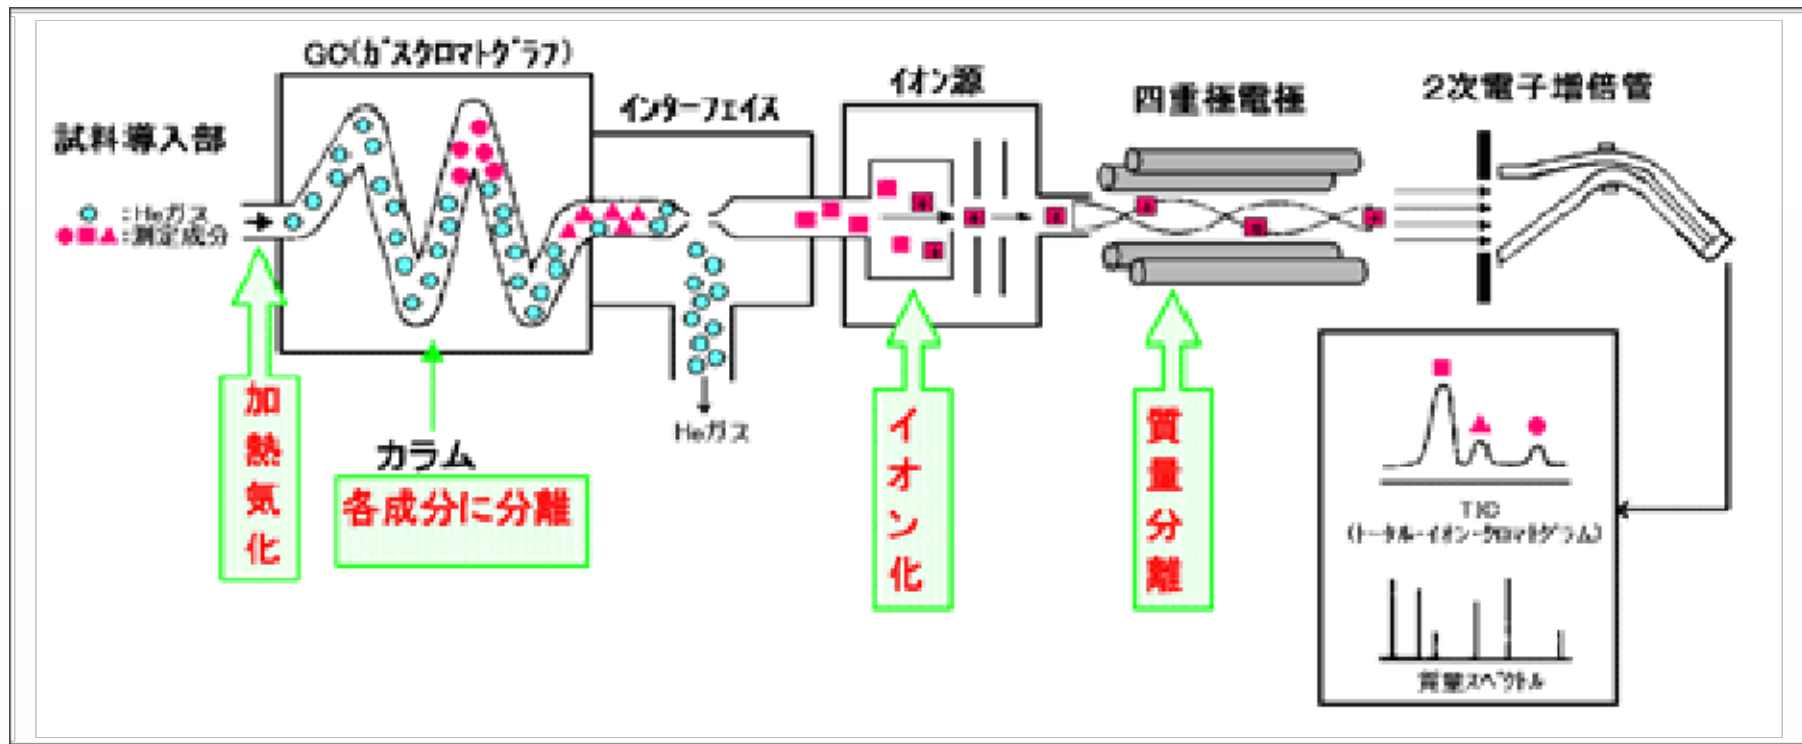 GC(ガスクロマトグラフ)
試料導入部
:Heガス
:測定成分
インターフェイス
イオン源
四重極電極
2次電子増倍管
加熱気化
カラム
各成分に分離
Heガス
イオン化
質量分離
TIC
(トータル・イオン・クロマトグラム)
質量スペクトル